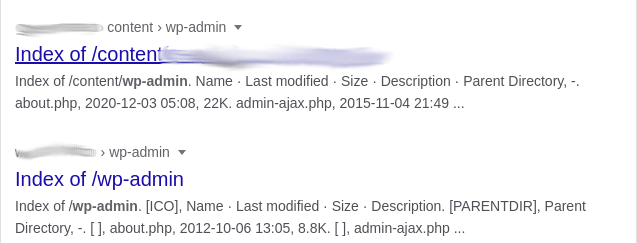 content › wp-admin
Index of /content
Index of /content/wp-admin. Name · Last modified · Size · Description · Parent Directory, -.
about.php, 2020-12-03 05:08, 22K. admin-ajax.php, 2015-11-04 21:49 ...
› wp-admin
Index of /wp-admin
Index of /wp-admin. [ICO], Name · Last modified · Size · Description. [PARENTDIR], Parent
Directory, -. [ ], about.php, 2012-10-06 13:05, 8.8K. [ ], admin-ajax.php ...